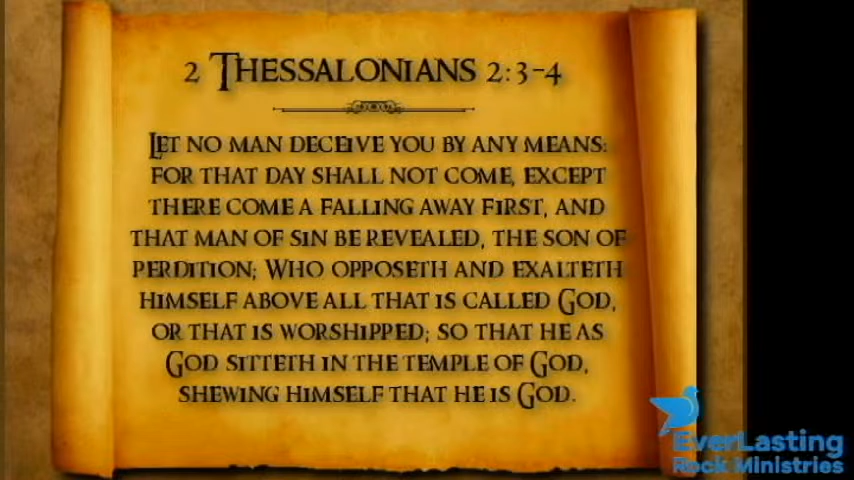 2 Thessalonians 2:3-4
Let no man deceive you by any means:
for that day shall not come, except
there come a falling away first, and
that man of sin be revealed, the son of
perdition; Who opposeth and exalteth
himself above all that is called God,
or that is worshipped; so that he as
God sitteth in the temple of God,
shewing himself that he is God.
EverLasting
Rock Ministries